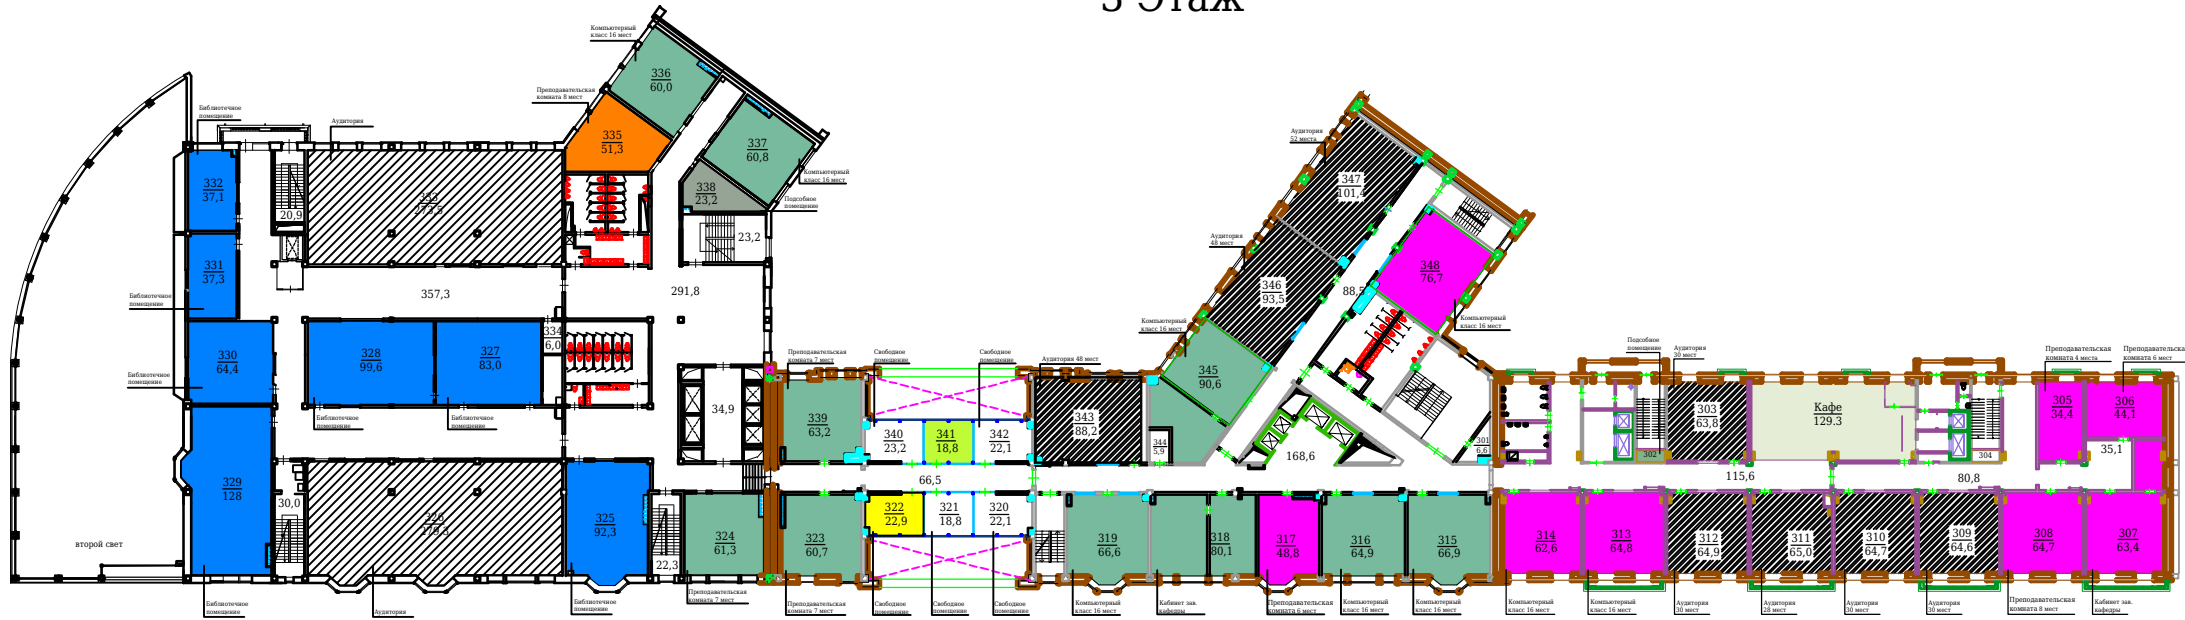 3 Этаж
Компьютерный
класс 16 мест
336
60,0
Преподавательская
комната 8 мест
335
51,3
337
60,8
Компьютерный
класс 16 мест
338
23,2
Подсобное
помещение
23,2
Библиотечное
помещение
Аудитория
332
37,1
20,9
333
273,5
331
37,3
Библиотечное
помещение
357,3
291,8
334
6,0
330
64,4
Библиотечное
помещение
328
99,6
327
83,0
Библиотечное
помещение
Библиотечное
помещение
34,9
329
128
30,0
326
279,3
325
92,3
22,3
324
61,3
второй свет
Библиотечное
помещение
Аудитория
Библиотечное
помещение
Преподавательская
комната 7 мест
Преподавательская
комната 7 мест
339
63,2
Свободное
помещение
Свободное
помещение
340
23,2
341
18,8
342
22,1
66,5
323
60,7
322
22,9
321
18,8
320
22,1
Преподавательская
комната 7 мест
Свободное
помещение
Свободное
помещение
Свободное
помещение
Аудитория 48 мест
343
88,2
344
5,9
Компьютерный
класс 16 мест
345
90,6
Аудитория
48 мест
346
93,5
Аудитория
52 места
347
101,4
348
76,7
88,5
Компьютерный
класс 16 мест
168,6
301
6,6
319
66,6
318
80,1
317
48,8
316
64,9
315
66,9
Компьютерный
класс 16 мест
Кабинет зав.
кафедры
Преподавательская
комната 6 мест
Компьютерный
класс 16 мест
Компьютерный
класс 16 мест
Подсобное
помещение
Аудитория
30 мест
302
303
63,8
Кафе
129.3
304
Преподавательская
комната 4 места
Преподавательская
комната 6 мест
305
34,4
306
44,1
35,1
115,6
80,8
314
62,6
313
64,8
312
64,9
311
65,0
310
64,7
309
64,6
308
64,7
307
63,4
Компьютерный
класс 16 мест
Компьютерный
класс 16 мест
Аудитория
30 мест
Аудитория
28 мест
Аудитория
30 мест
Аудитория
30 мест
Преподавательская
комната 8 мест
Кабинет зав.
кафедры